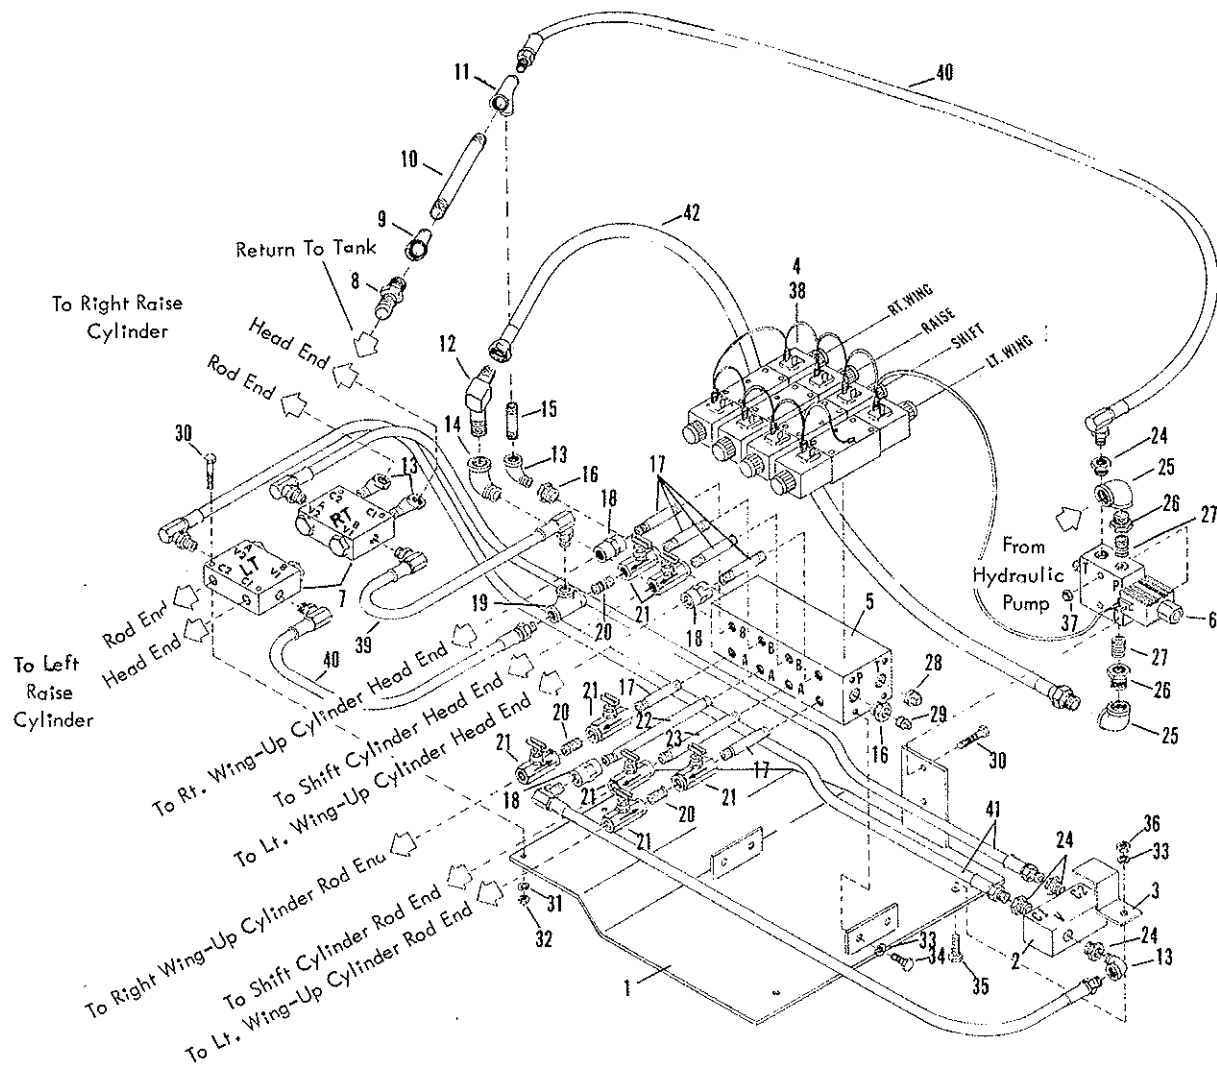 11
40
10
42
9
Return To Tank
8
4
38
RT. WING
RAISE
SHIFT
LT. WING
To Right Raise
Cylinder
Head End
Rod End
12
15
14
13
16
30
13
17
18
24
25
26
27
From
Hydraulic
Pump
T
P
37
6
C2
V2
RT
C1
V1
LT
C2
C1
7
Rod End
Head End
To Left
Raise
Cylinder
39
40
19
20
21
18
5
B
B
B
A
A
A
P
T
28
29
16
27
26
25
30
To Rt. Wing-Up Cylinder Head End
To Shift Cylinder Head End
To Lt. Wing-Up Cylinder Head End
17
21
20
22
23
21
18
21
17
20
21
21
41
24
36
33
3
2
24
13
31
32
33
34
35
1
To Right Wing-Up Cylinder Rod End
To Shift Cylinder Rod End
To Lt. Wing-Up Cylinder Rod End